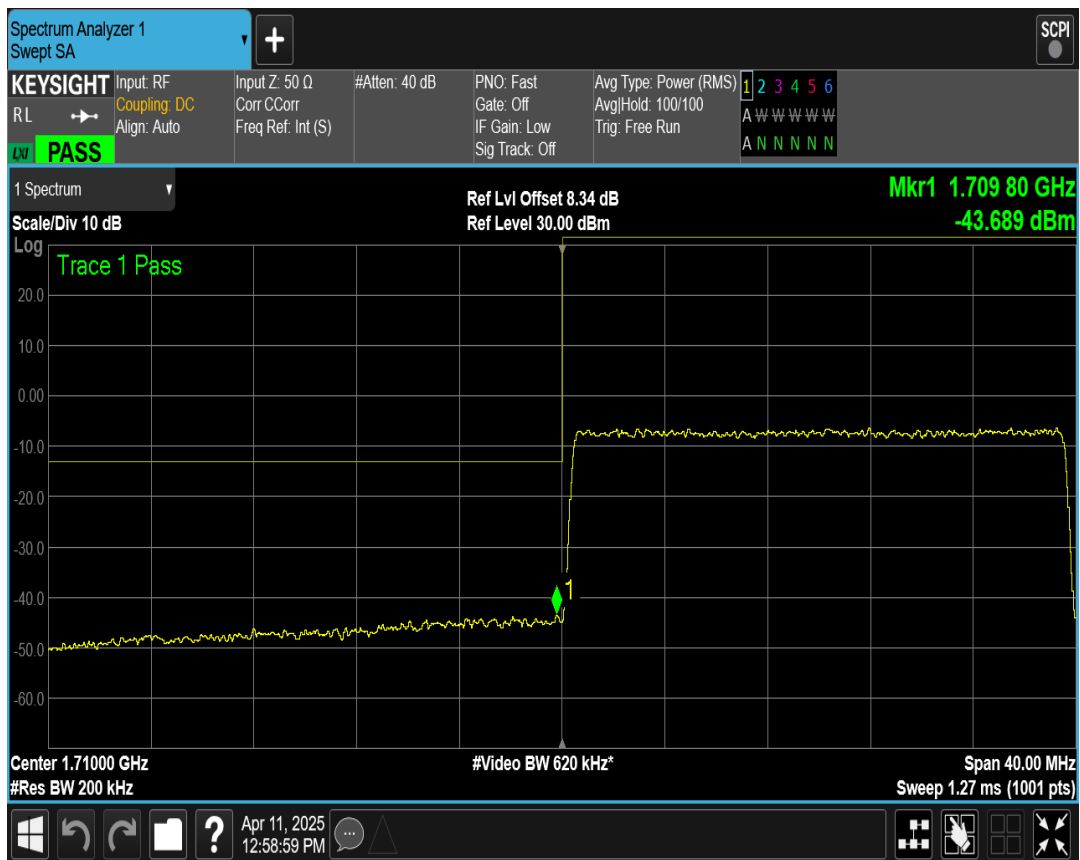 Spectrum Analyzer 1
Swept SA
SCPI
KEYSIGHT
RL
LXI
PASS
Input: RF
Coupling: DC
Align: Auto
Input Z: 50 Ω
Corr CCorr
Freq Ref: Int (S)
#Atten: 40 dB
PNO: Fast
Gate: Off
IF Gain: Low
Sig Track: Off
Avg Type: Power (RMS)
Avg|Hold: 100/100
Trig: Free Run
1 2 3 4 5 6
A W W W W W
A N N N N N
1 Spectrum
Scale/Div 10 dB
Ref Lvl Offset 8.34 dB
Ref Level 30.00 dBm
Mkr1 1.709 80 GHz
-43.689 dBm
Log
Trace 1 Pass
20.0
10.0
0.00
-10.0
-20.0
-30.0
-40.0
1
-50.0
-60.0
Center 1.71000 GHz
#Video BW 620 kHz*
Span 40.00 MHz
#Res BW 200 kHz
Sweep 1.27 ms (1001 pts)
?
Apr 11, 2025
12:58:59 PM